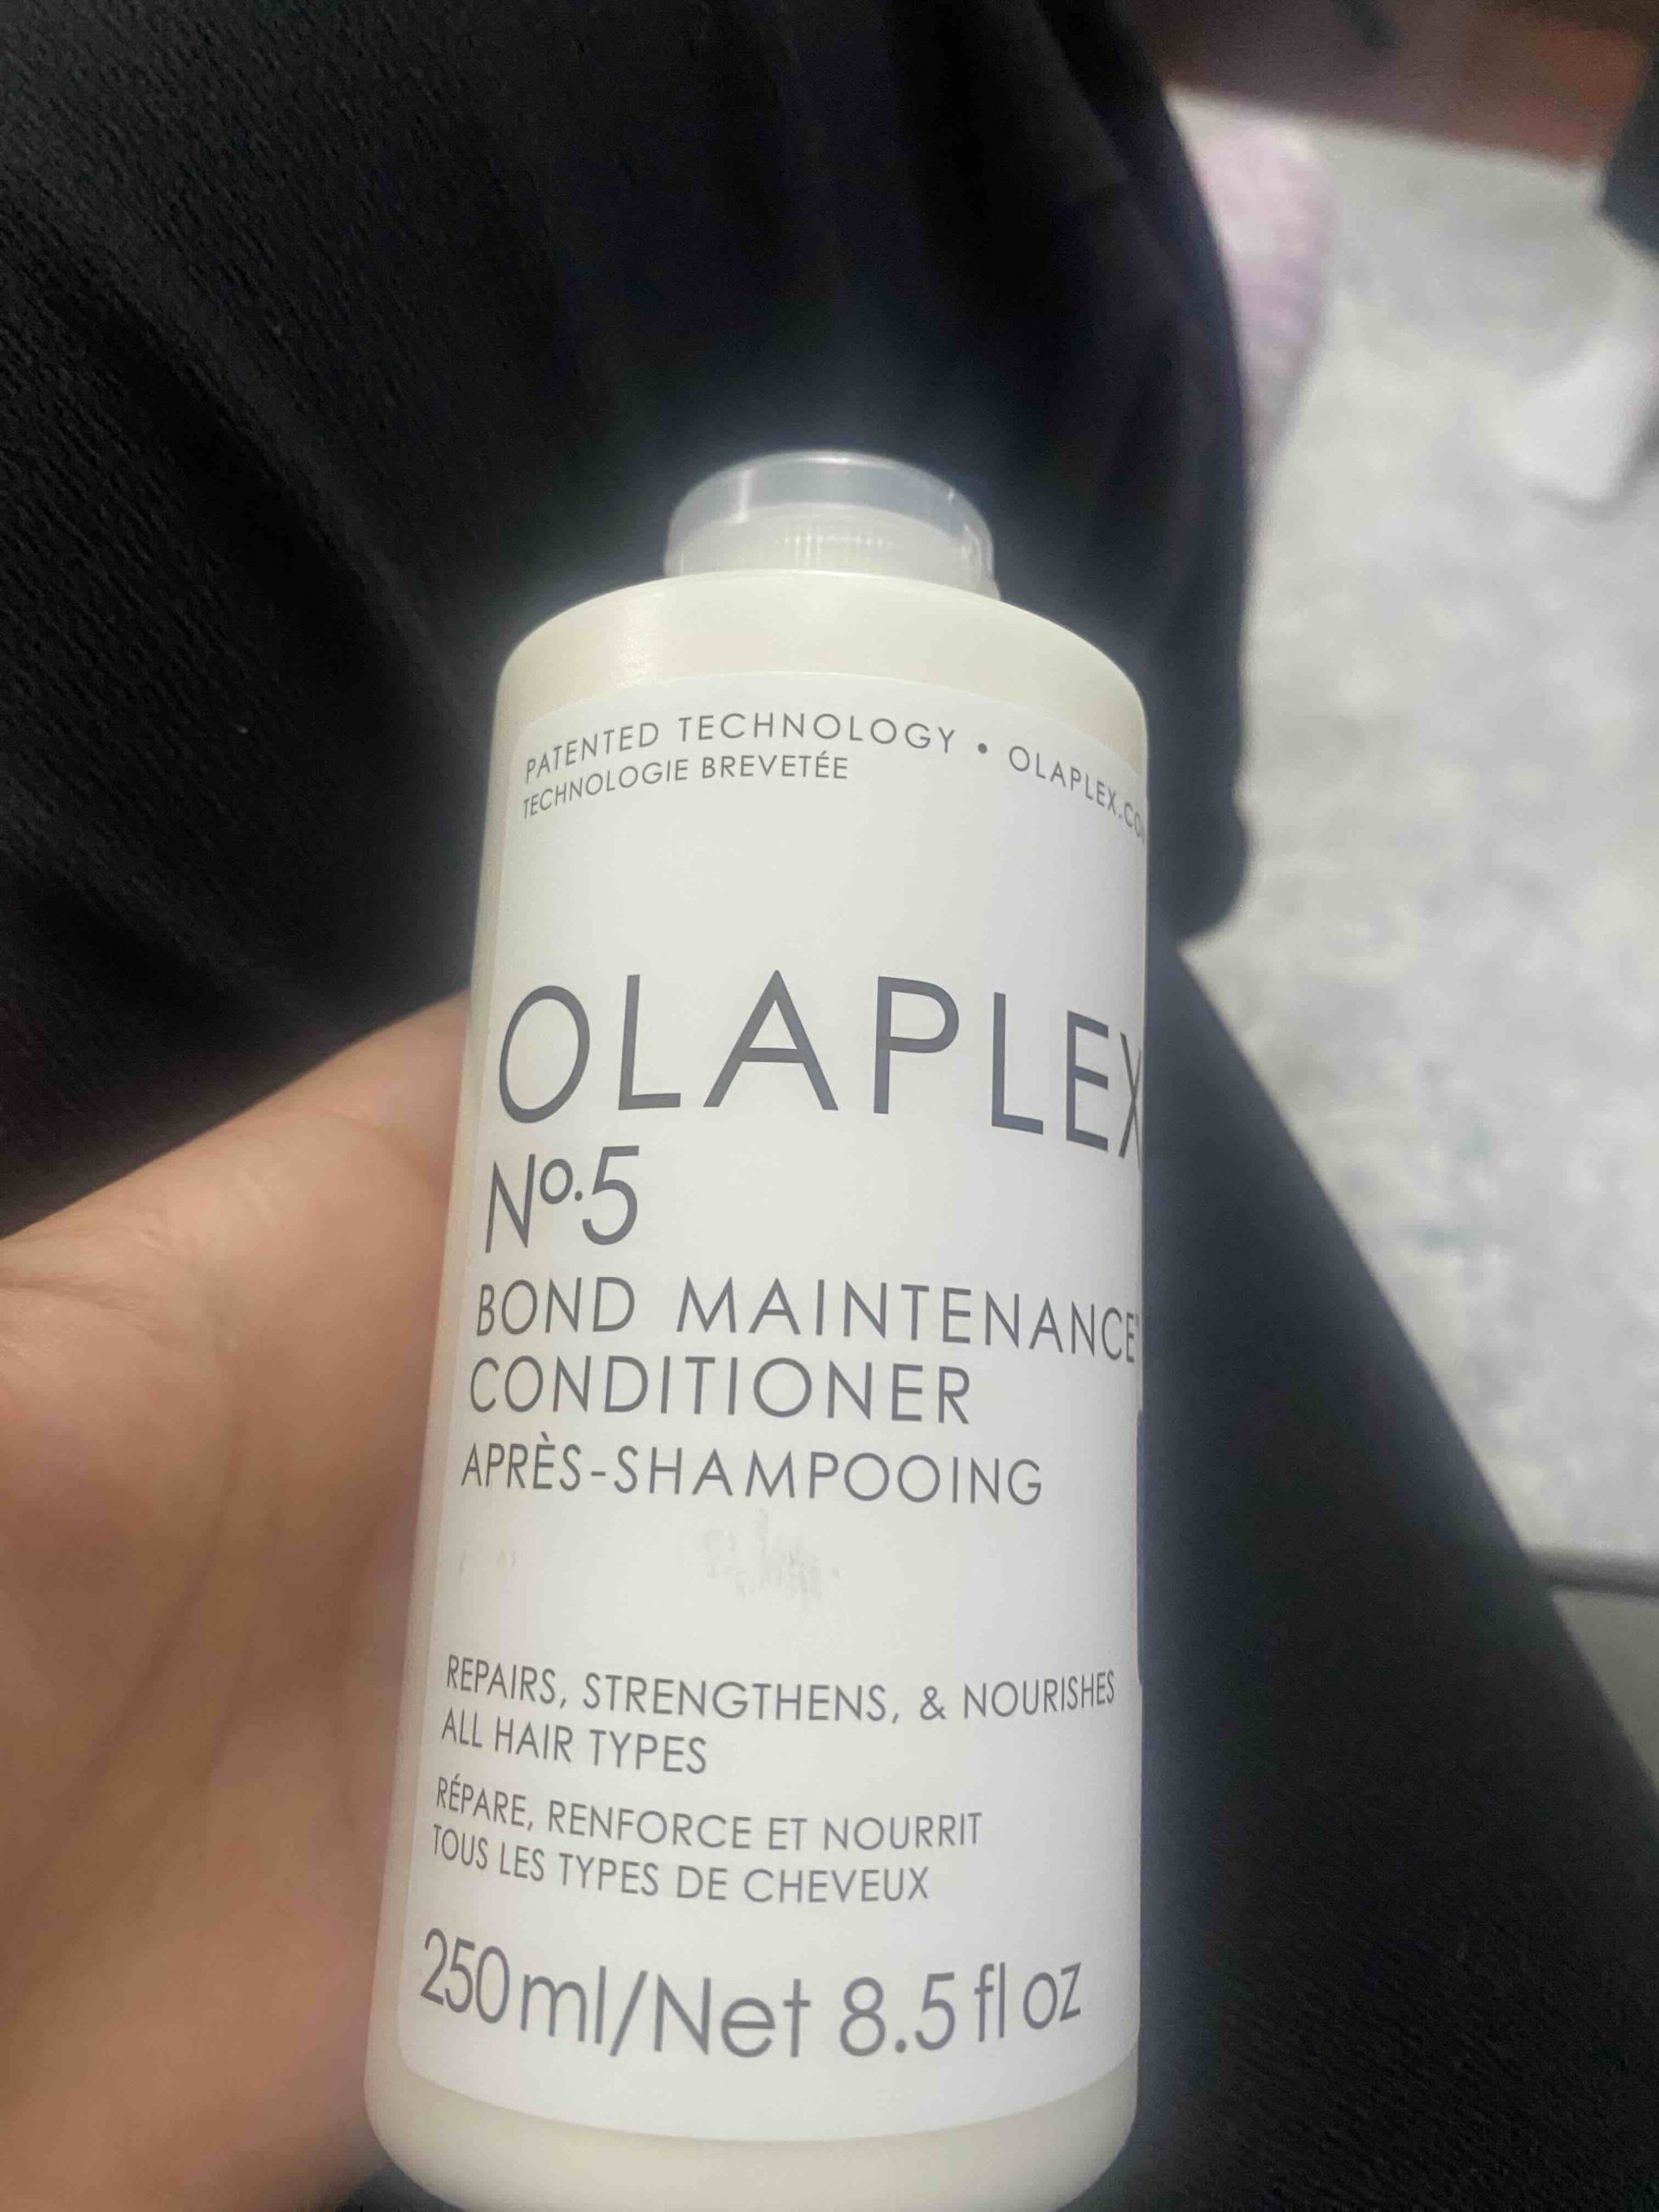 PATENTED TECHNOLOGY • OLAPLEX.CO
TECHNOLOGIE BREVETÉE
OLAPLEX
Nº.5
BOND MAINTENANCE
CONDITIONER
APRÈS-SHAMPOOING
REPAIRS, STRENGTHENS, & NOURISHES
ALL HAIR TYPES
RÉPARE, RENFORCE ET NOURRIT
TOUS LES TYPES DE CHEVEUX
250ml/Net 8.5 fl oz